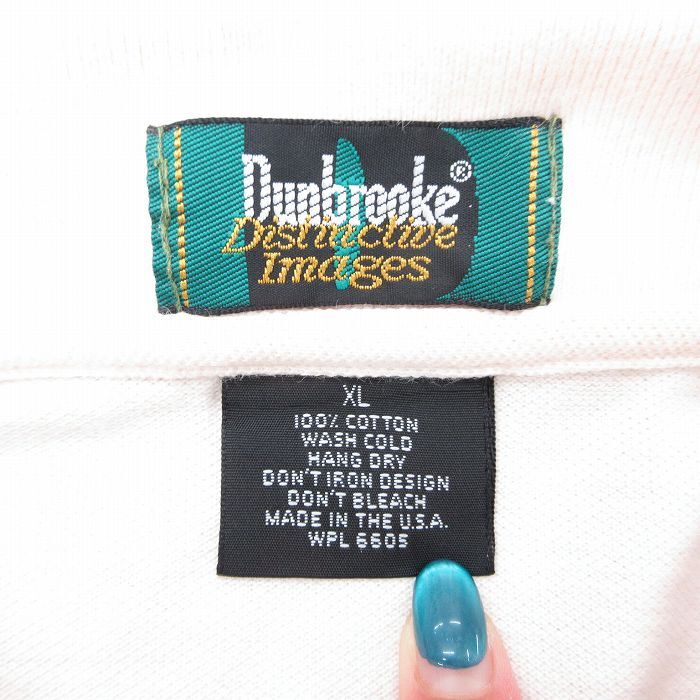 Dunbrooke®
Distinctive
Images
XL
100% COTTON
WASH COLD
HANG DRY
DON'T IRON DESIGN
DON'T BLEACH
MADE IN THE U.S.A.
WPL 6605